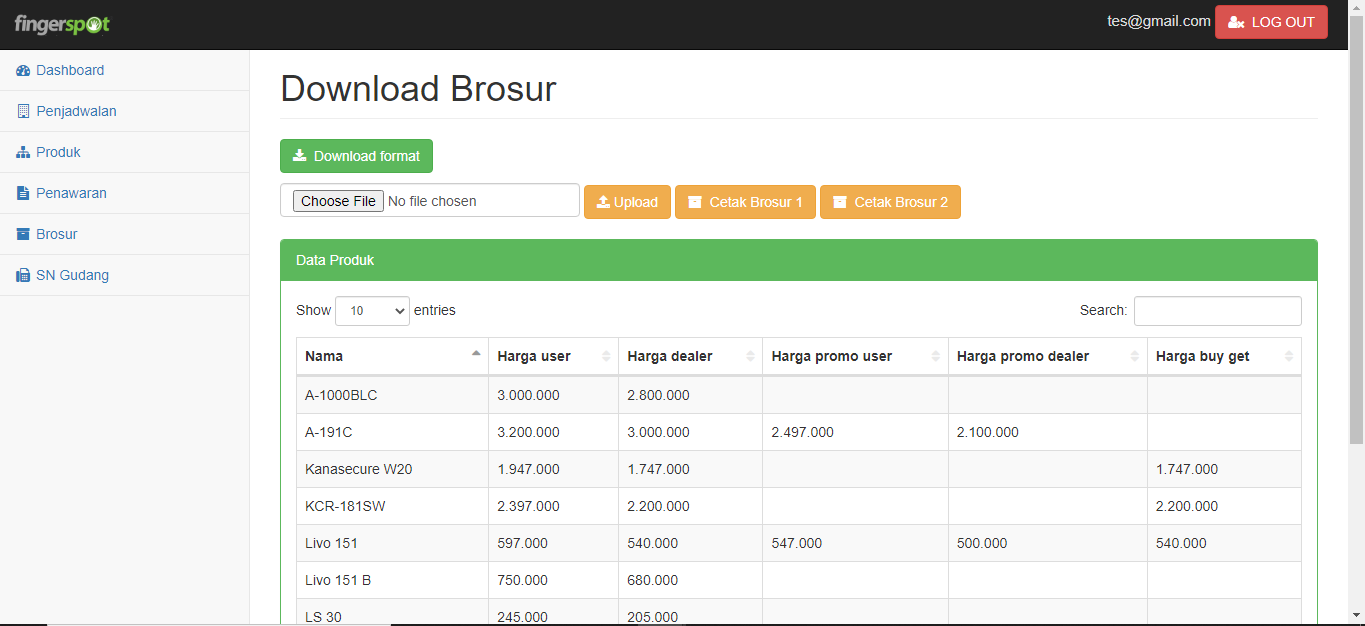 fingerspot
tes@gmail.com LOG OUT
Dashboard
Penjadwalan
Produk
Penawaran
Brosur
SN Gudang
Download Brosur
Download format
Choose File No file chosen Upload Cetak Brosur 1 Cetak Brosur 2
Data Produk
Show 10 entries Search:
Nama Harga user Harga dealer Harga promo user Harga promo dealer Harga buy get
A-1000BLC 3.000.000 2.800.000
A-191C 3.200.000 3.000.000 2.497.000 2.100.000
Kanasecure W20 1.947.000 1.747.000 1.747.000
KCR-181SW 2.397.000 2.200.000 2.200.000
Livo 151 597.000 540.000 547.000 500.000 540.000
Livo 151 B 750.000 680.000
LS 30 245.000 205.000